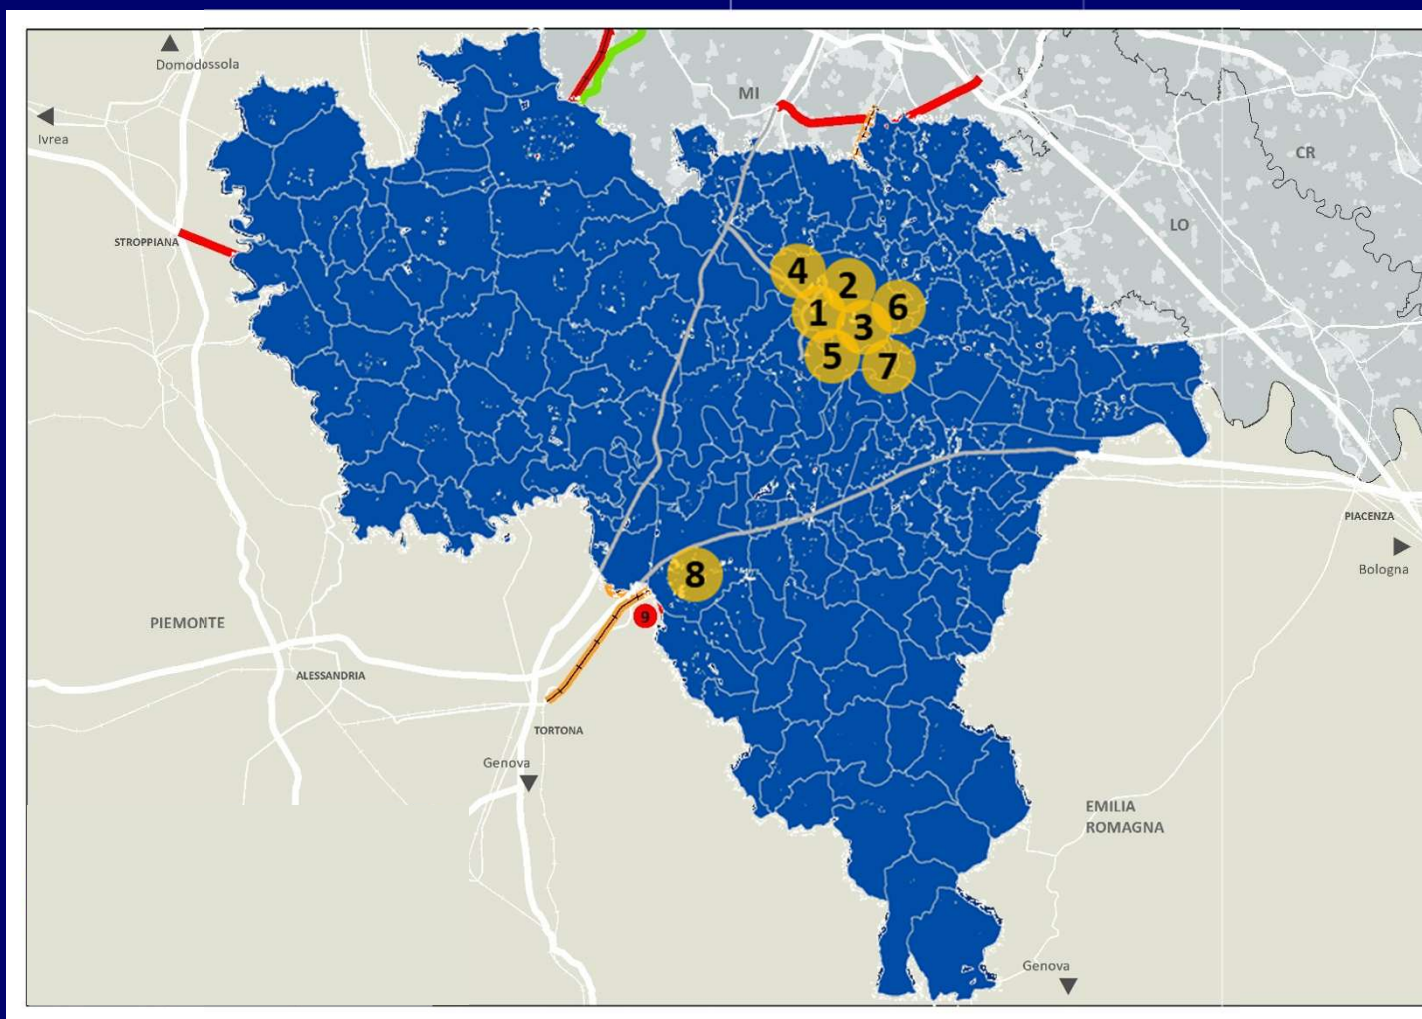 Domodossola
MI
Ivrea
CR
LO
STROPPIANA
4
2
6
1
3
5
7
PIACENZA
Bologna
8
9
PIEMONTE
ALESSANDRIA
TORTONA
Genova
EMILIA
ROMAGNA
Genova